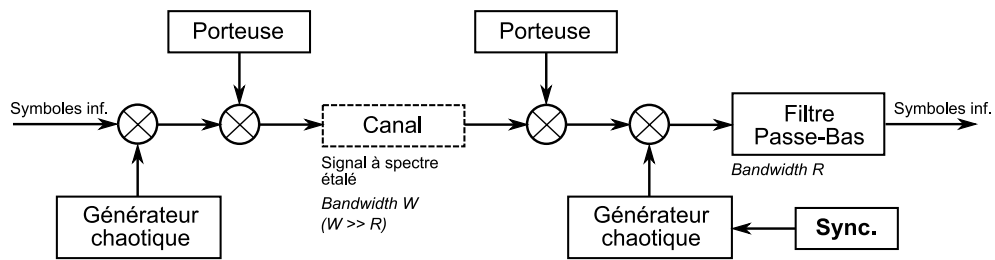 Porteuse
Porteuse
Symboles inf.
Canal
Filtre
Passe-Bas
Symboles inf.
Signal à spectre
étalé
Bandwidth W
(W >> R)
Bandwidth R
Générateur
chaotique
Générateur
chaotique
Sync.